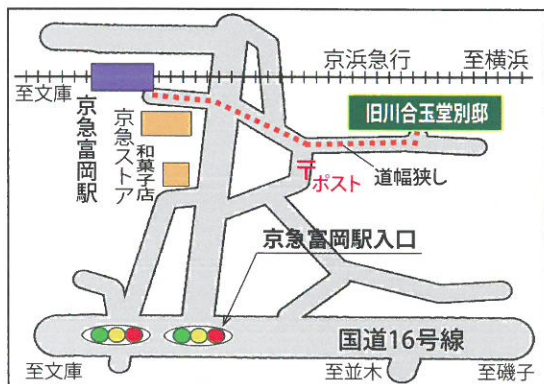 京浜急行
至横浜
至文庫
京急富岡駅
京急ストア
和菓子店
旧川合玉堂別邸
〒
ポスト
道幅狭し
京急富岡駅入口
国道16号線
至文庫
至並木
至磯子